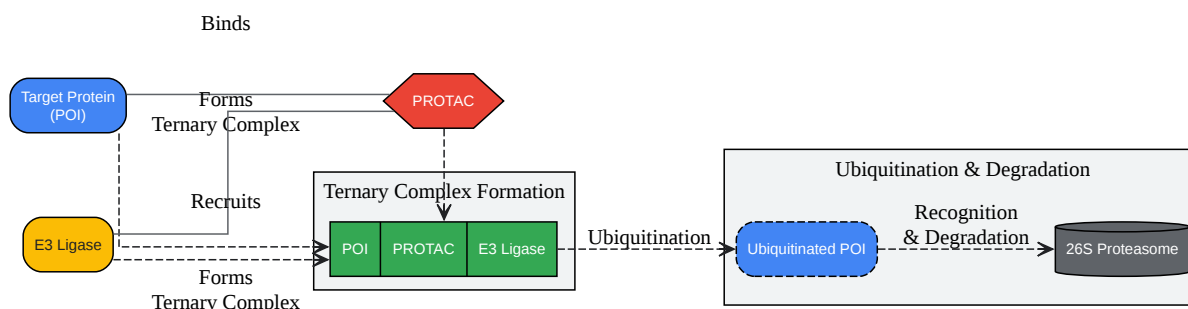 Binds
Target Protein
(POI)
Forms
Ternary Complex
PROTAC
Recruits
E3 Ligase
Forms
Ternary Complex
Ternary Complex Formation
POI
PROTAC
E3 Ligase
Ubiquitination
Ubiquitination & Degradation
Ubiquitinated POI
Recognition
& Degradation
26S Proteasome